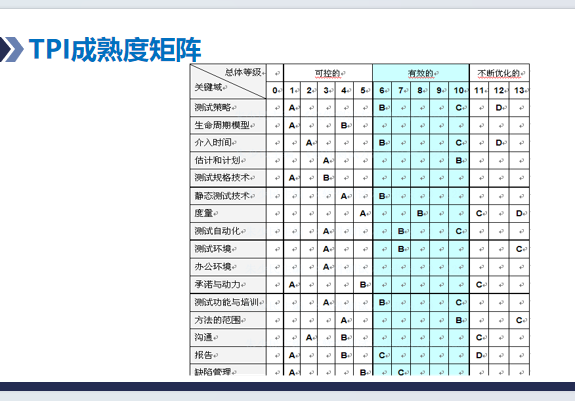 TPI成熟度矩阵
总体等级 可控的 有效的 不断优化的
关键域 0 1 2 3 4 5 6 7 8 9 10 11 12 13
测试策略 A B C D
生命周期模型 A B
介入时间 A B C D
估计和计划 A B
测试规格技术 A B
静态测试技术 A B
度量 A B C D
测试自动化 A B C
测试环境 A B C
办公环境 A
承诺与动力 A B C
测试功能与培训 A B C
方法的范围 A B C
沟通 A B C
报告 A B C D
缺陷管理 A B C